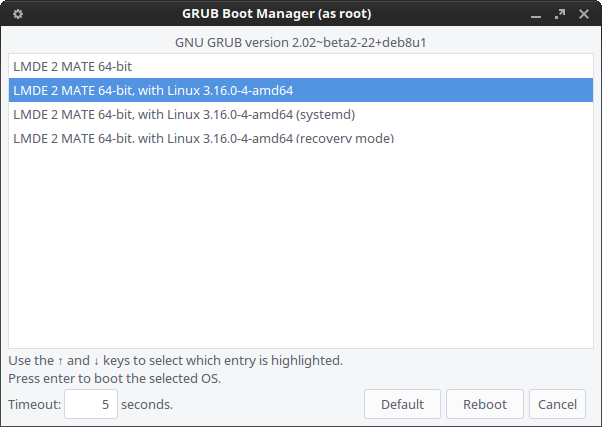 GRUB Boot Manager (as root)
GNU GRUB version 2.02~beta2-22+deb8u1
LMDE 2 MATE 64-bit
LMDE 2 MATE 64-bit, with Linux 3.16.0-4-amd64
LMDE 2 MATE 64-bit, with Linux 3.16.0-4-amd64 (systemd)
LMDE 2 MATE 64-bit, with Linux 3.16.0-4-amd64 (recovery mode)
Use the ↑ and ↓ keys to select which entry is highlighted.
Press enter to boot the selected OS.
Timeout: 5 seconds. Default Reboot Cancel